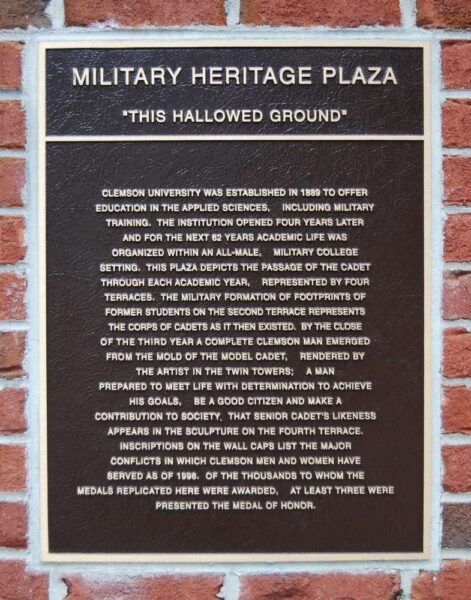 MILITARY HERITAGE PLAZA
"THIS HALLOWED GROUND"
CLEMSON UNIVERSITY WAS ESTABLISHED IN 1889 TO OFFER
EDUCATION IN THE APPLIED SCIENCES, INCLUDING MILITARY
TRAINING. THE INSTITUTION OPENED FOUR YEARS LATER
AND FOR THE NEXT 62 YEARS ACADEMIC LIFE WAS
ORGANIZED WITHIN AN ALL-MALE, MILITARY COLLEGE
SETTING. THIS PLAZA DEPICTS THE PASSAGE OF THE CADET
THROUGH EACH ACADEMIC YEAR, REPRESENTED BY FOUR
TERRACES. THE MILITARY FORMATION OF FOOTPRINTS OF
FORMER STUDENTS ON THE SECOND TERRACE REPRESENTS
THE CORPS OF CADETS AS IT THEN EXISTED. BY THE CLOSE
OF THE THIRD YEAR A COMPLETE CLEMSON MAN EMERGED
FROM THE MOLD OF THE MODEL CADET, RENDERED BY
THE ARTIST IN THE TWIN TOWERS; A MAN
PREPARED TO MEET LIFE WITH DETERMINATION TO ACHIEVE
HIS GOALS, BE A GOOD CITIZEN AND MAKE A
CONTRIBUTION TO SOCIETY. THAT SENIOR CADET'S LIKENESS
APPEARS IN THE SCULPTURE ON THE FOURTH TERRACE.
INSCRIPTIONS ON THE WALL CAPS LIST THE MAJOR
CONFLICTS IN WHICH CLEMSON MEN AND WOMEN HAVE
SERVED AS OF 1996. OF THE THOUSANDS TO WHOM THE
MEDALS REPLICATED HERE WERE AWARDED, AT LEAST THREE WERE
PRESENTED THE MEDAL OF HONOR.